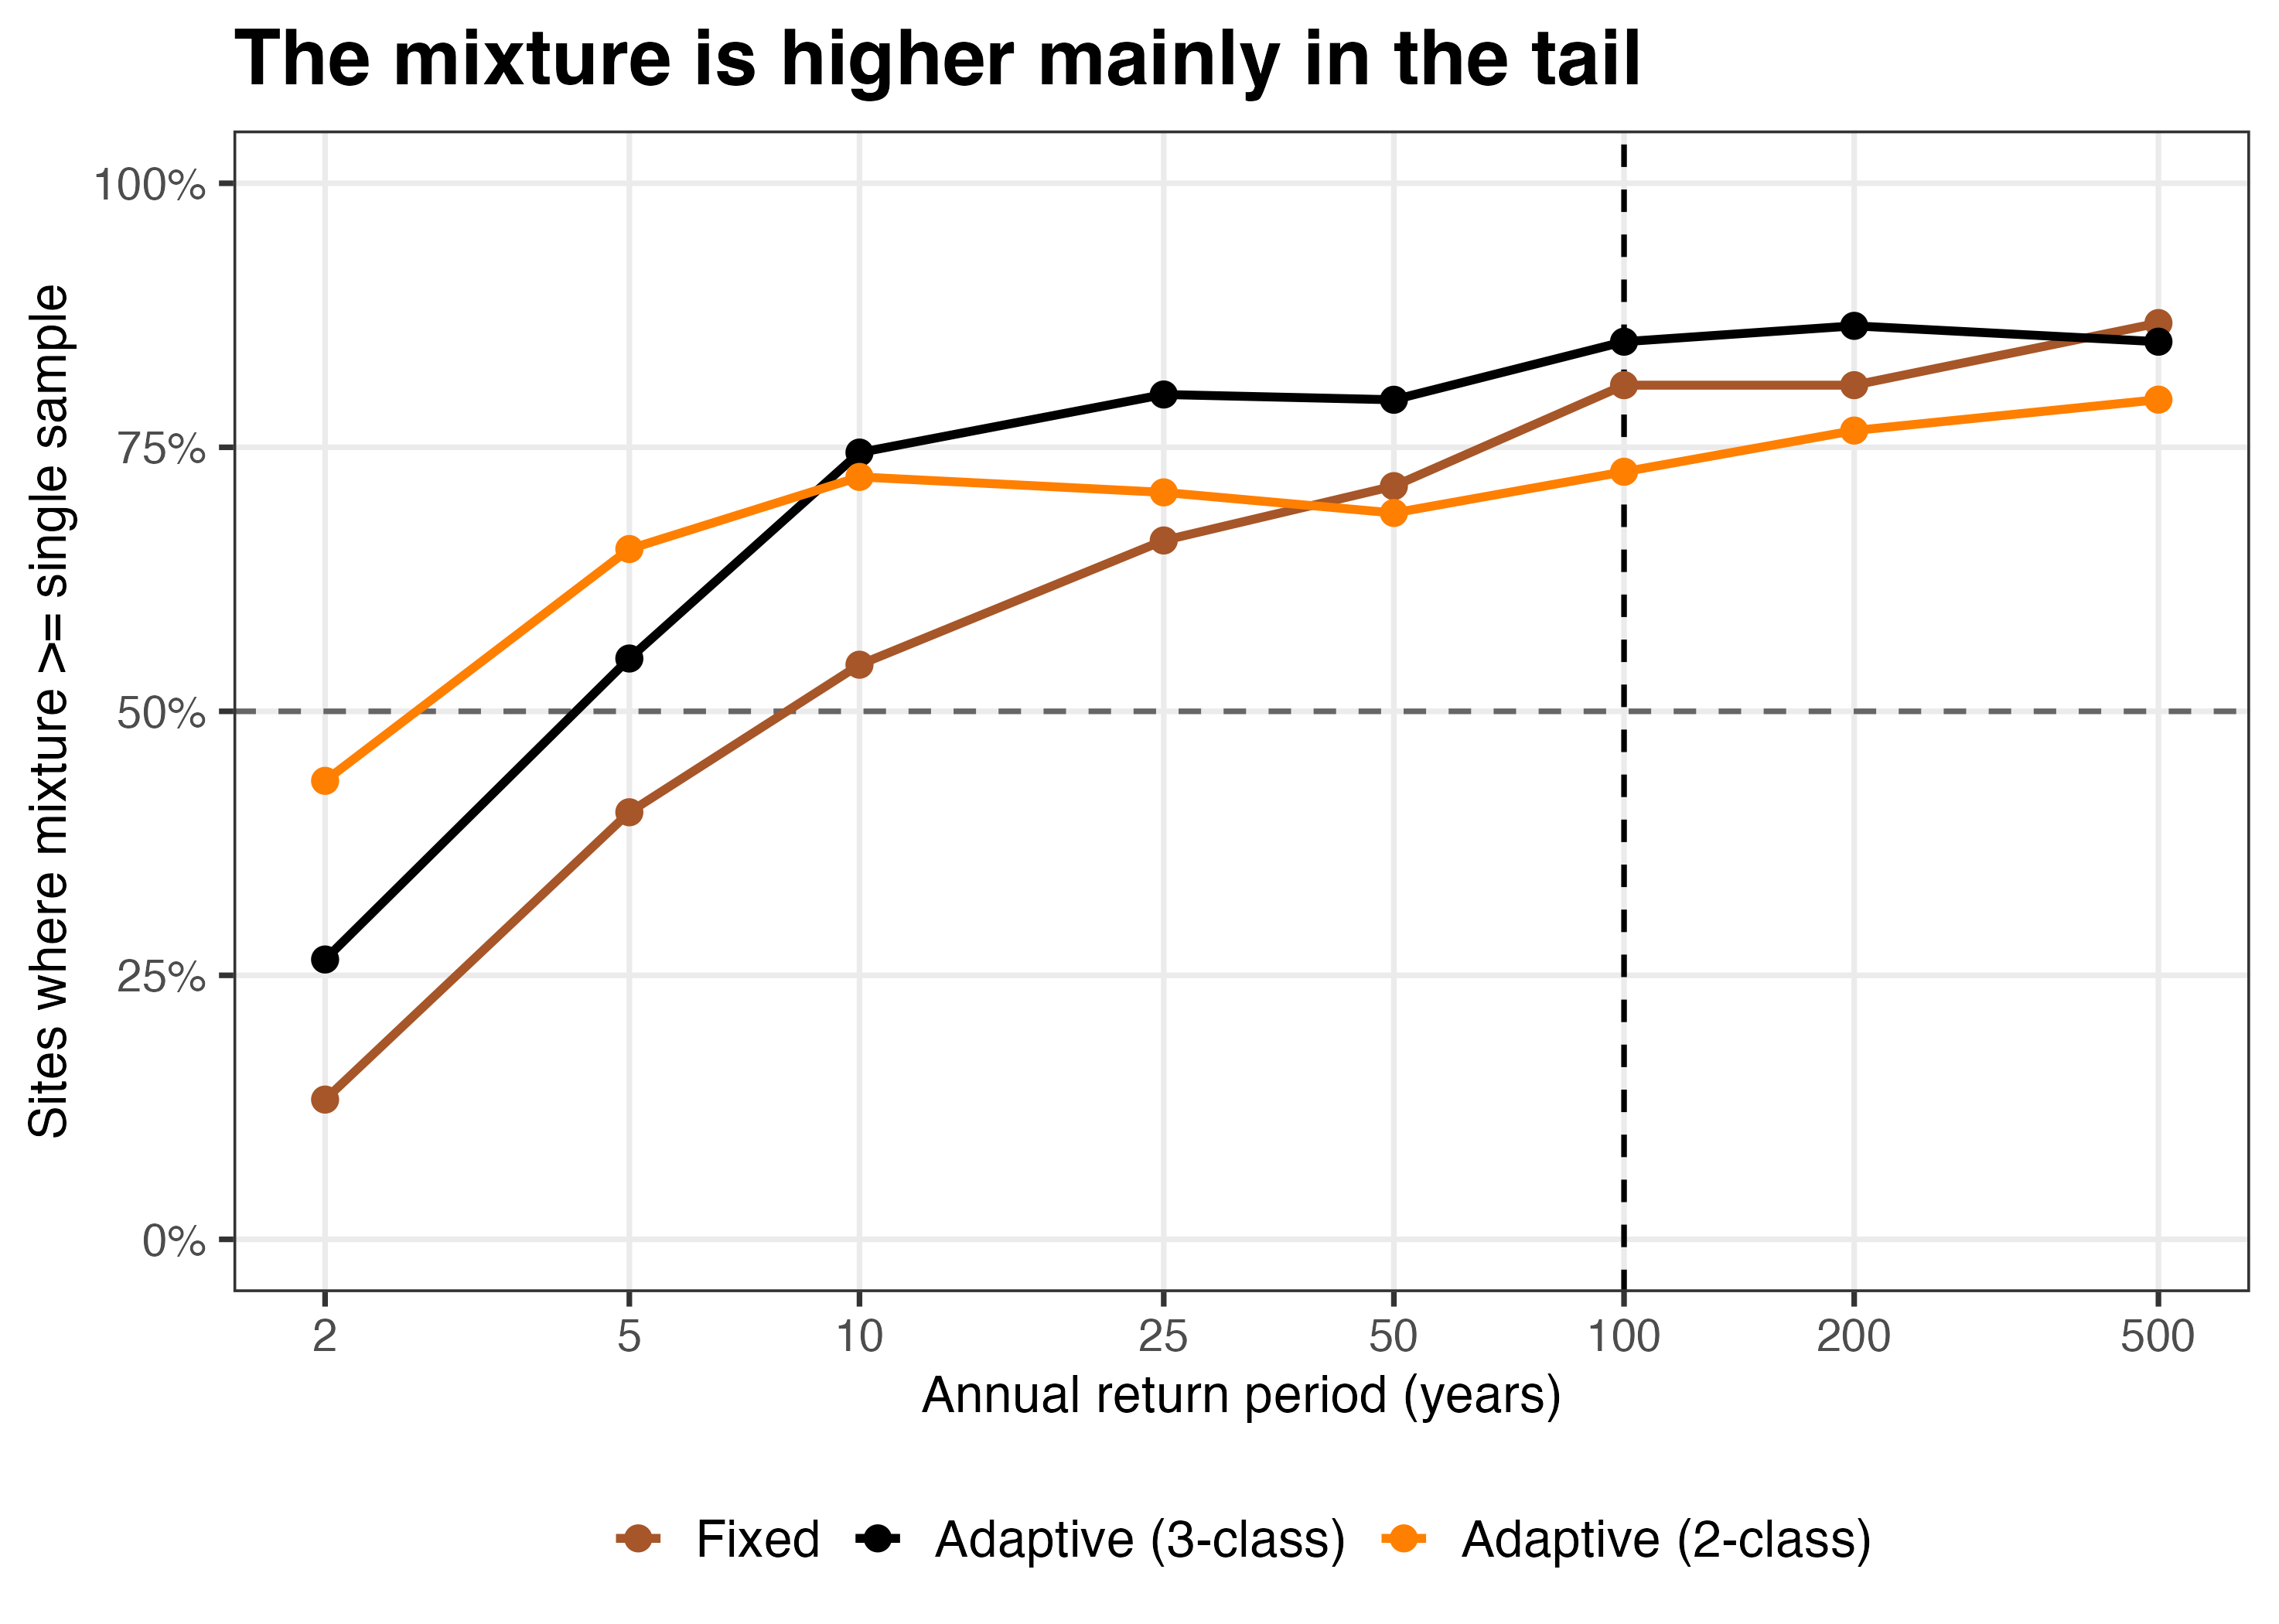 The mixture is higher mainly in the tail
Sites where mixture >= single sample
100%
75%
50%
25%
0%
2 5 10 25 50 100 200 500
Annual return period (years)
Fixed Adaptive (3-class) Adaptive (2-class)